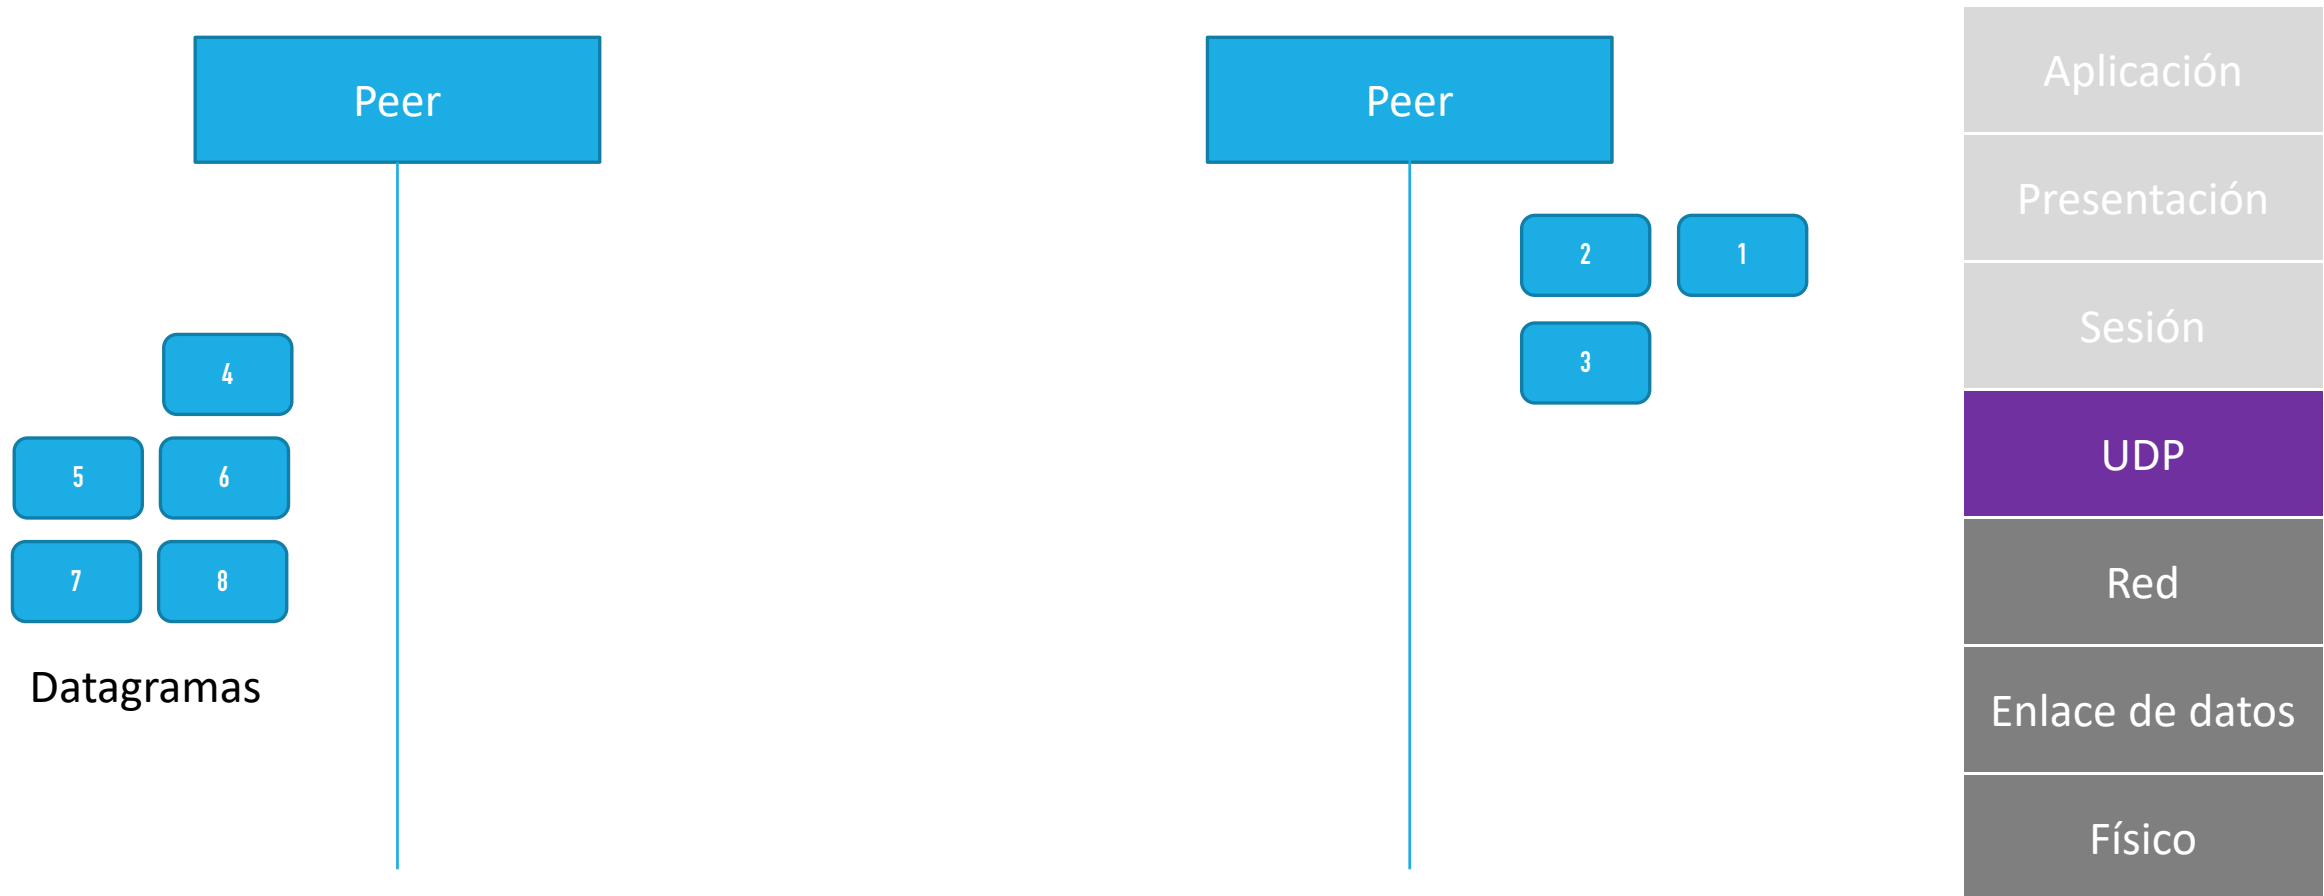 Peer
Peer
2
1
3
4
5
6
7
8
Datagramas
Aplicación
Presentación
Sesión
UDP
Red
Enlace de datos
Físico